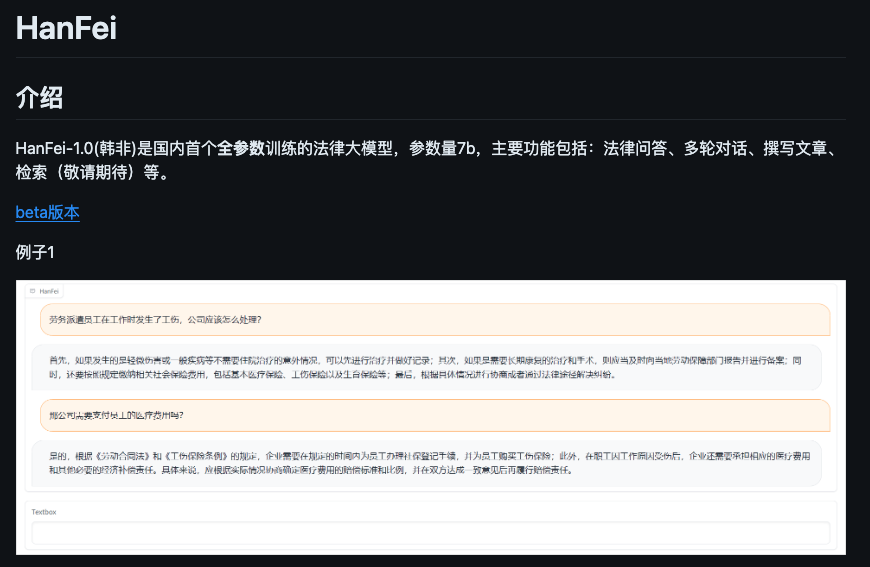 HanFei
介绍
HanFei-1.0(韩非)是国内首个全参数训练的法律大模型，参数量7b，主要功能包括：法律问答、多轮对话、撰写文章、
检索（敬请期待）等。
beta版本
例子1
HanFei
劳务派遣员工在工作时发生了工伤，公司应该怎么处理？
首先，如果发生的是轻微伤害或一般疾病等不需要住院治疗的意外情况，可以先进行治疗并做好记录；其次，如果是需要长期康复的治疗和手术，则应当及时向当地劳动保障部门报告并进行备案；同
时，还要按照规定缴纳相关社会保险费用，包括基本医疗保险、工伤保险以及生育保险等；最后，根据具体情况进行协商或者通过法律途径解决纠纷。
那公司需要支付员工的医疗费用吗？
是的，根据《劳动合同法》和《工伤保险条例》的规定，企业需要在规定的时间内为员工办理社保登记手续，并为员工购买工伤保险；此外，在职工因工作原因受伤后，企业还需要承担相应的医疗费用
和其他必要的经济补偿责任。具体来说，应根据实际情况协商确定医疗费用的赔偿标准和比例，并在双方达成一致意见后再履行赔偿责任。
Textbox